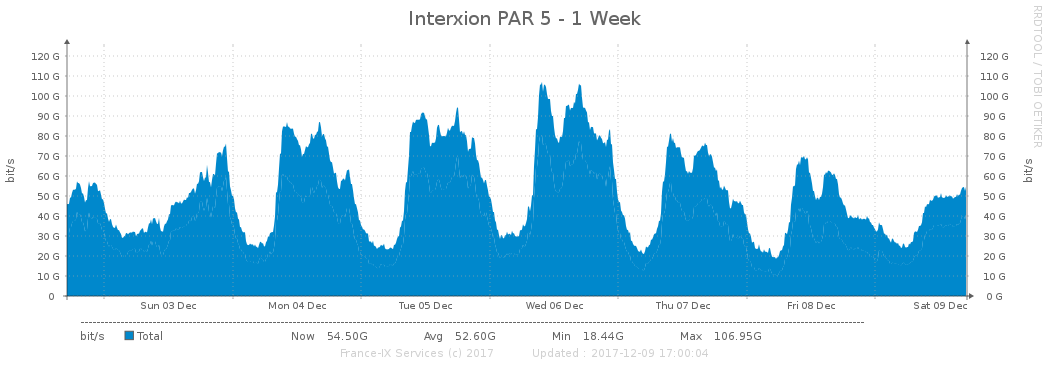 Interxion PAR 5 - 1 Week
RRDTOOL / TOBI OETIKER
bit/s
120 G
110 G
100 G
90 G
80 G
70 G
60 G
50 G
40 G
30 G
20 G
10 G
0
120 G
110 G
100 G
90 G
80 G
70 G
60 G
50 G
40 G
30 G
20 G
10 G
0 G
bit/s
Sun 03 Dec Mon 04 Dec Tue 05 Dec Wed 06 Dec Thu 07 Dec Fri 08 Dec Sat 09 Dec
bit/s Total Now 54.50G Avg 52.60G Min 18.44G Max 106.95G
France-IX Services (c) 2017 Updated : 2017-12-09 17:00:04